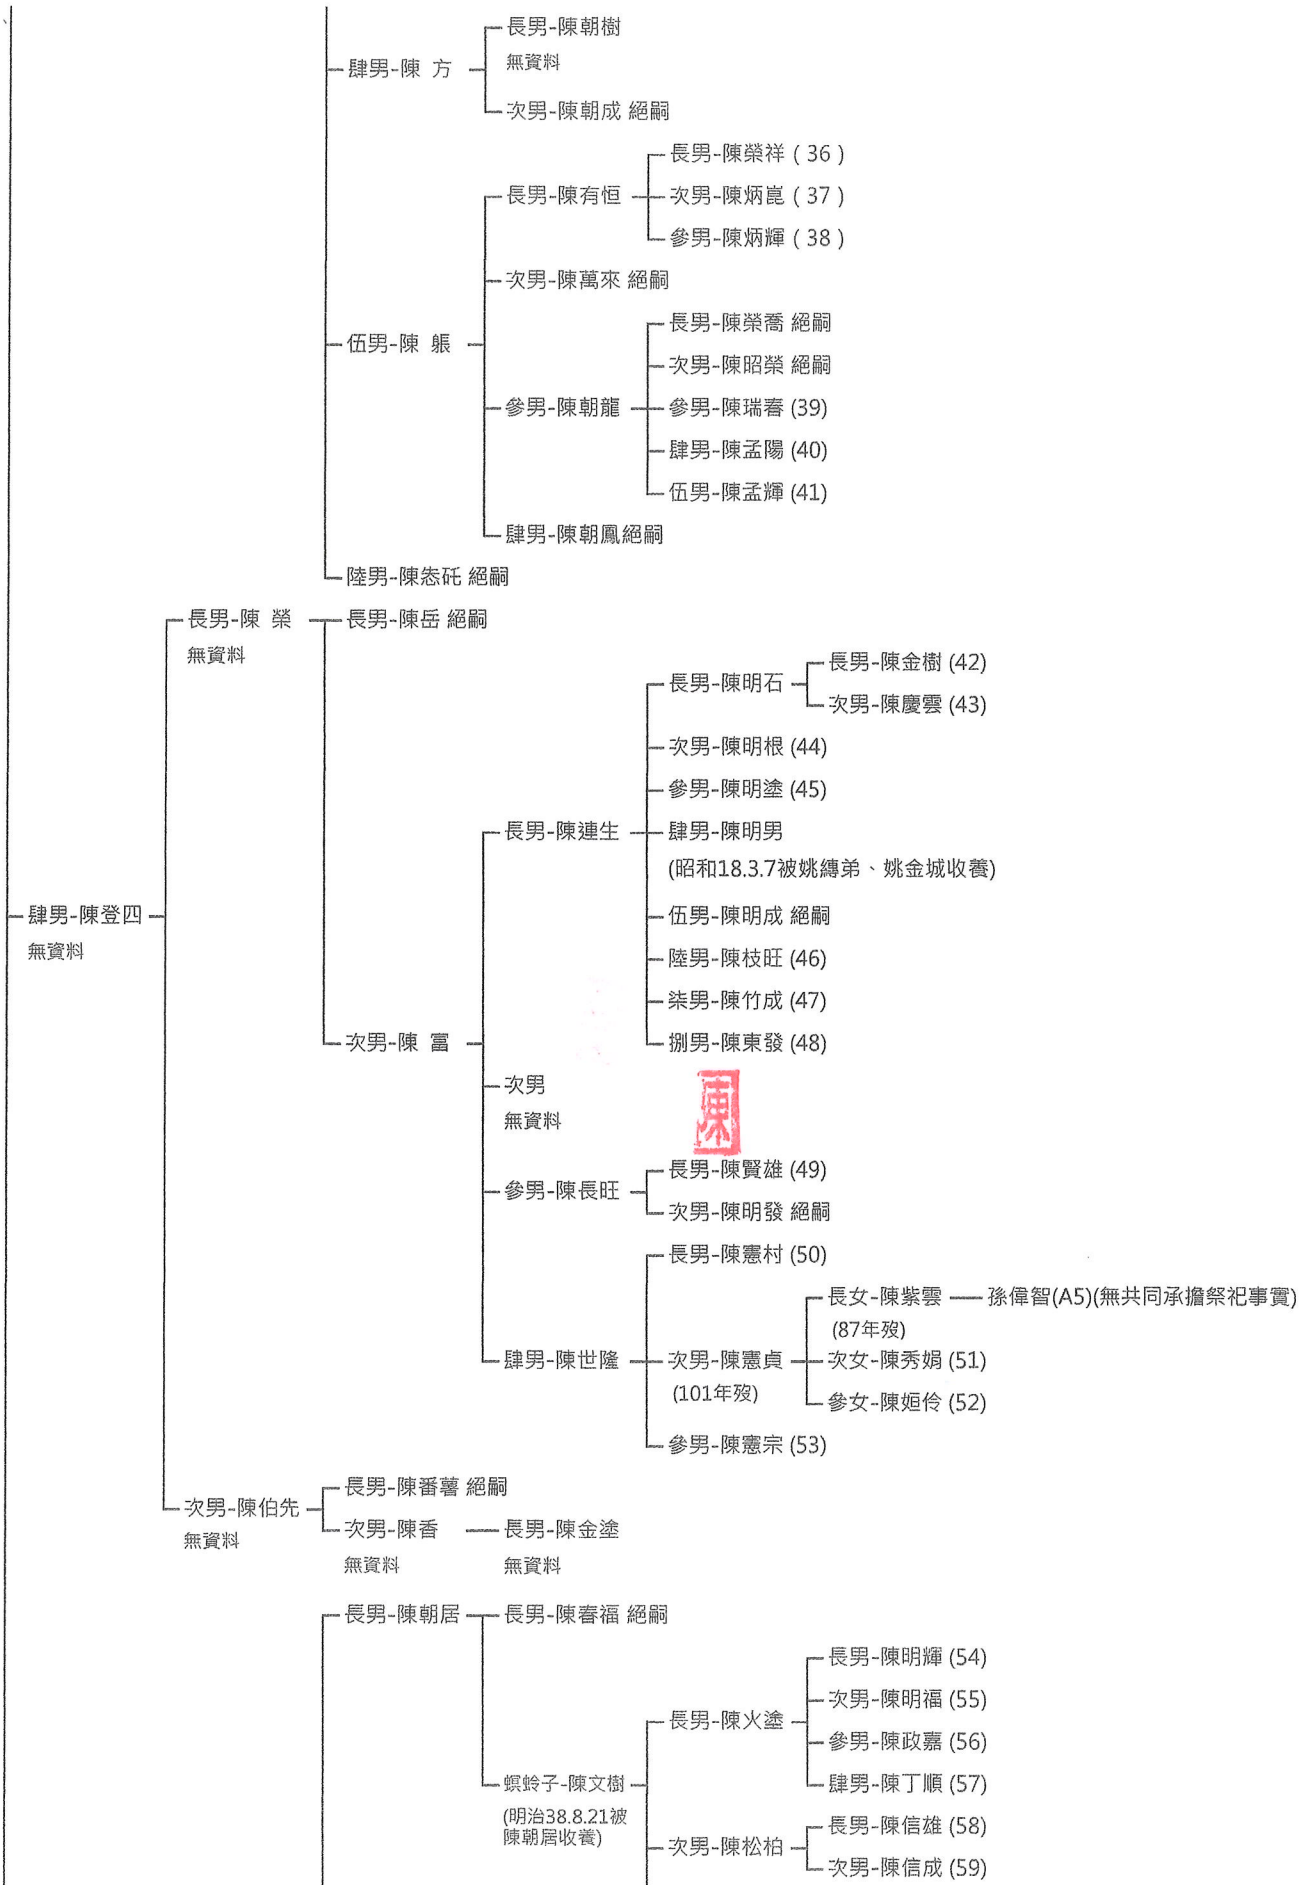 長男-陳朝樹
無資料
肆男-陳 方
次男-陳朝成 絕嗣
長男-陳榮祥 ( 36 )
長男-陳有恒
次男-陳炳崑 ( 37 )
參男-陳炳輝 ( 38 )
次男-陳萬來 絕嗣
長男-陳榮喬 絕嗣
伍男-陳 賬
次男-陳昭榮 絕嗣
參男-陳朝龍
參男-陳瑞春 (39)
肆男-陳孟陽 (40)
伍男-陳孟輝 (41)
肆男-陳朝鳳絕嗣
陸男-陳怣矺 絕嗣
長男-陳 榮
無資料
長男-陳岳 絕嗣
長男-陳金樹 (42)
長男-陳明石
次男-陳慶雲 (43)
次男-陳明根 (44)
參男-陳明塗 (45)
長男-陳連生
肆男-陳明男
(昭和18.3.7被姚縛弟、姚金城收養)
肆男-陳登四
無資料
伍男-陳明成 絕嗣
陸男-陳枝旺 (46)
柒男-陳竹成 (47)
次男-陳 富
捌男-陳東發 (48)
次男
無資料
陳
長男-陳賢雄 (49)
參男-陳長旺
次男-陳明發 絕嗣
長男-陳憲村 (50)
長女-陳紫雲
(87年歿)
孫偉智(A5)(無共同承擔祭祀事實)
肆男-陳世隆
次男-陳憲貞
(101年歿)
次女-陳秀娟 (51)
參女-陳姮伶 (52)
參男-陳憲宗 (53)
長男-陳番薯 絕嗣
次男-陳伯先
無資料
次男-陳香
無資料
長男-陳金塗
無資料
長男-陳朝居
長男-陳春福 絕嗣
長男-陳明輝 (54)
次男-陳明福 (55)
長男-陳火塗
參男-陳政嘉 (56)
肆男-陳丁順 (57)
螟蛉子-陳文樹
(明治38.8.21被
陳朝居收養)
長男-陳信雄 (58)
次男-陳松柏
次男-陳信成 (59)